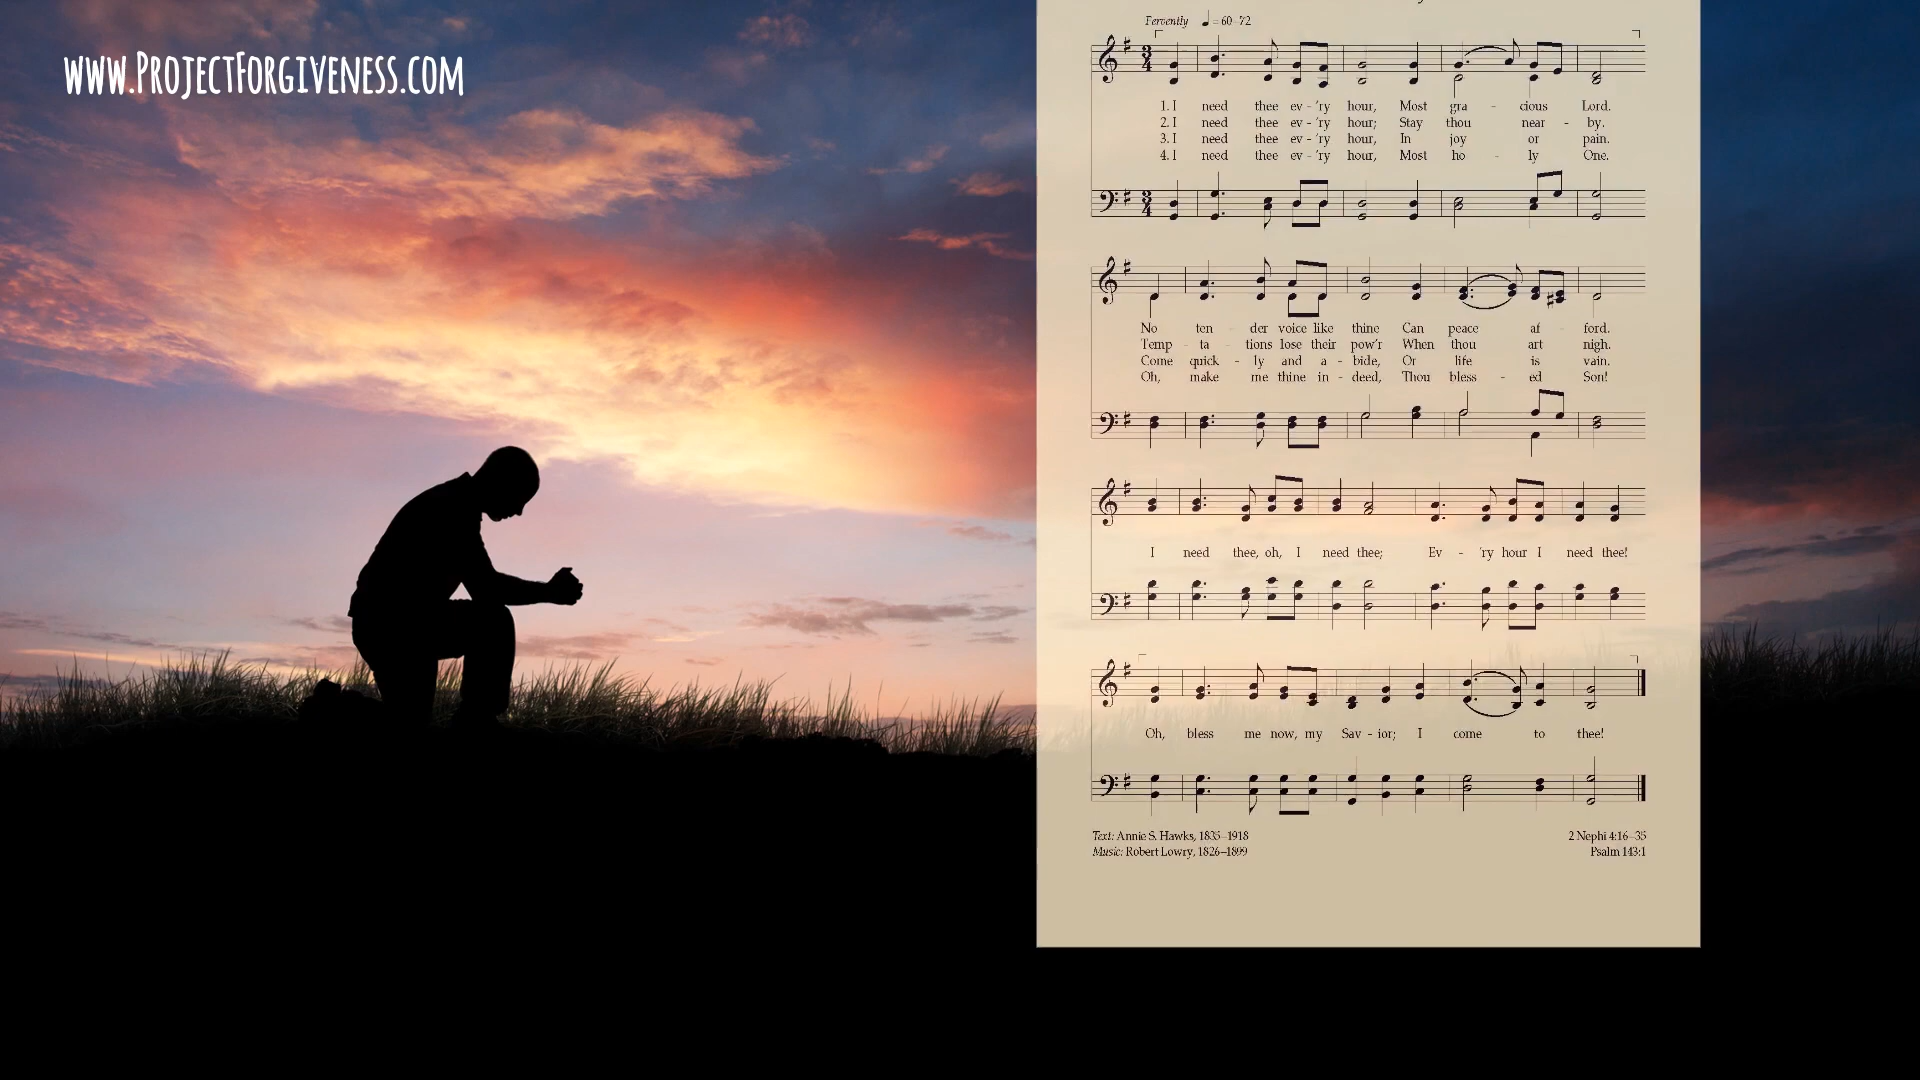 www.ProjectForgiveness.com
Fervently ♩ = 60–72
1. I need thee ev - 'ry hour, Most gra - cious Lord.
2. I need thee ev - 'ry hour; Stay thou near - by.
3. I need thee ev - 'ry hour, In joy or pain.
4. I need thee ev - 'ry hour, Most ho - ly One.
No ten - der voice like thine Can peace af - ford.
Temp - ta - tions lose their pow'r When thou art nigh.
Come quick - ly and a - bide, Or life is vain.
Oh, make me thine in - deed, Thou bless - ed Son!
I need thee, oh, I need thee; Ev - 'ry hour I need thee!
Oh, bless me now, my Sav - ior; I come to thee!
Text: Annie S. Hawks, 1835–1918
Music: Robert Lowry, 1826–1899
2 Nephi 4:16–35
Psalm 143:1